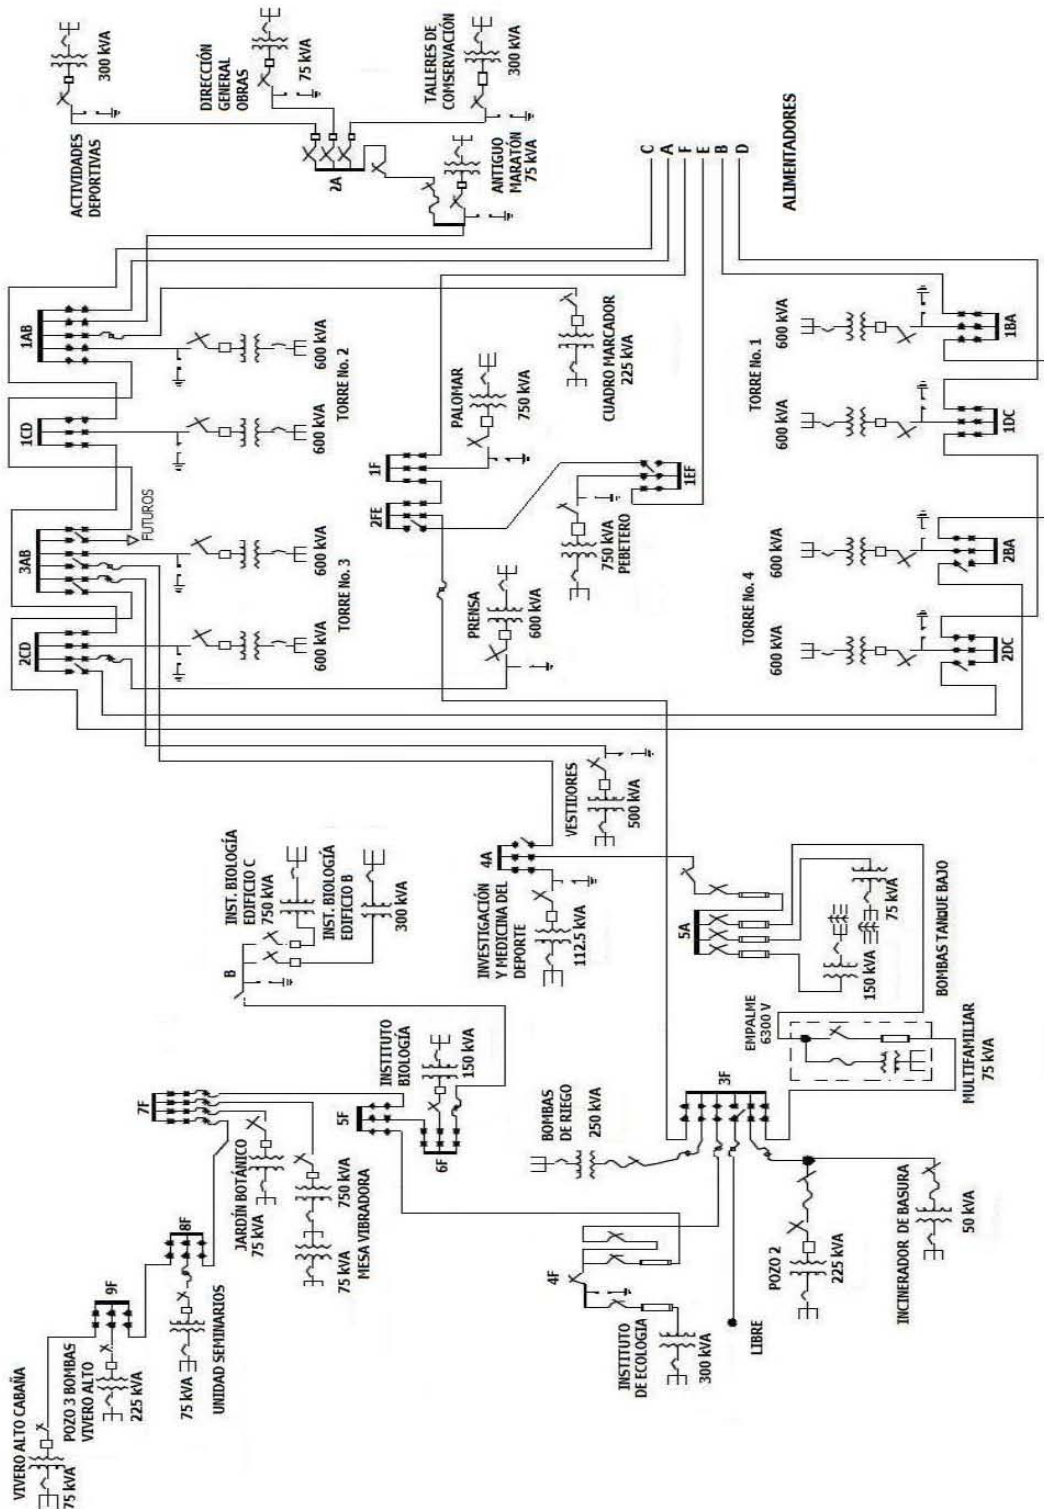 VIVERO ALTO CABAÑA
75 kVA
POZO 3 BOMBAS
VIVERO ALTO
225 kVA
9F
75 kVA
UNIDAD SEMINARIOS
8F
JARDÍN BOTÁNICO
75 kVA
75 kVA
750 kVA
MESA VIBRADORA
7F
INSTITUTO
BIOLOGÍA
5F
6F
150 kVA
B
INST. BIOLOGÍA
EDIFICIO C
750 kVA
INST. BIOLOGÍA
EDIFICIO B
300 kVA
INSTITUTO
DE ECOLOGIA
300 kVA
4F
LIBRE
BOMBAS
DE RIEGO
250 kVA
POZO 2
225 kVA
INCINERADOR DE BASURA
50 kVA
3F
EMPALME
6300 V
MULTIFAMILIAR
75 kVA
BOMBAS TANQUE BAJO
150 kVA
75 kVA
5A
INVESTIGACIÓN
Y MEDICINA DEL
DEPORTE
112.5 kVA
4A
VESTIDORES
500 kVA
2CD
3AB
1CD
1AB
FUTUROS
600 kVA
600 kVA
TORRE No. 3
600 kVA
600 kVA
TORRE No. 2
PRENSA
600 kVA
2FE
1F
PALOMAR
750 kVA
750 kVA
PEBETERO
1EF
CUADRO MARCADOR
225 kVA
TORRE No. 4
600 kVA
600 kVA
2DC
2BA
TORRE No. 1
600 kVA
600 kVA
1DC
1BA
ACTIVIDADES
DEPORTIVAS
300 kVA
DIRECCIÓN
GENERAL
OBRAS
75 kVA
TALLERES DE
COMSERVACIÓN
300 kVA
2A
ANTIGUO
MARATÓN
75 kVA
C
A
F
E
B
D
ALIMENTADORES